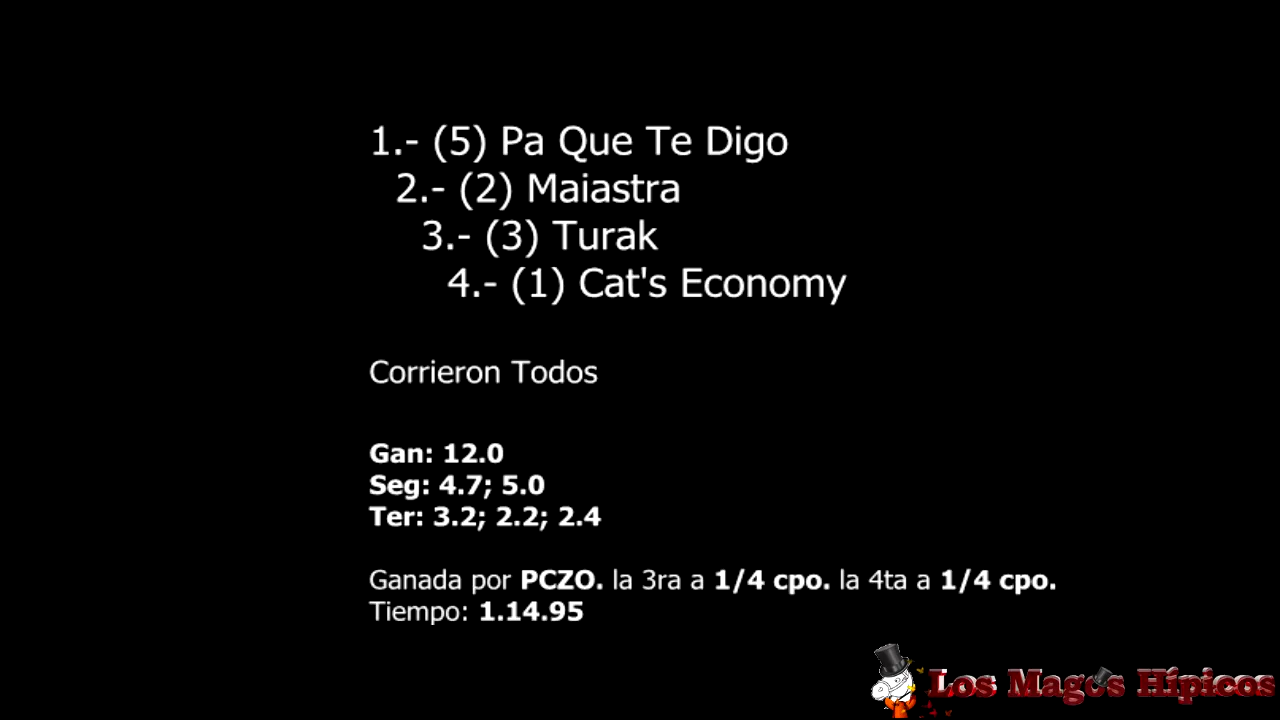 1.- (5) Pa Que Te Digo
2.- (2) Maiastra
3.- (3) Turak
4.- (1) Cat's Economy
Corrieron Todos
Gan: 12.0
Seg: 4.7; 5.0
Ter: 3.2; 2.2; 2.4
Ganada por PCZO. la 3ra a 1/4 cpo. la 4ta a 1/4 cpo.
Tiempo: 1.14.95
Los Magos Hípicos